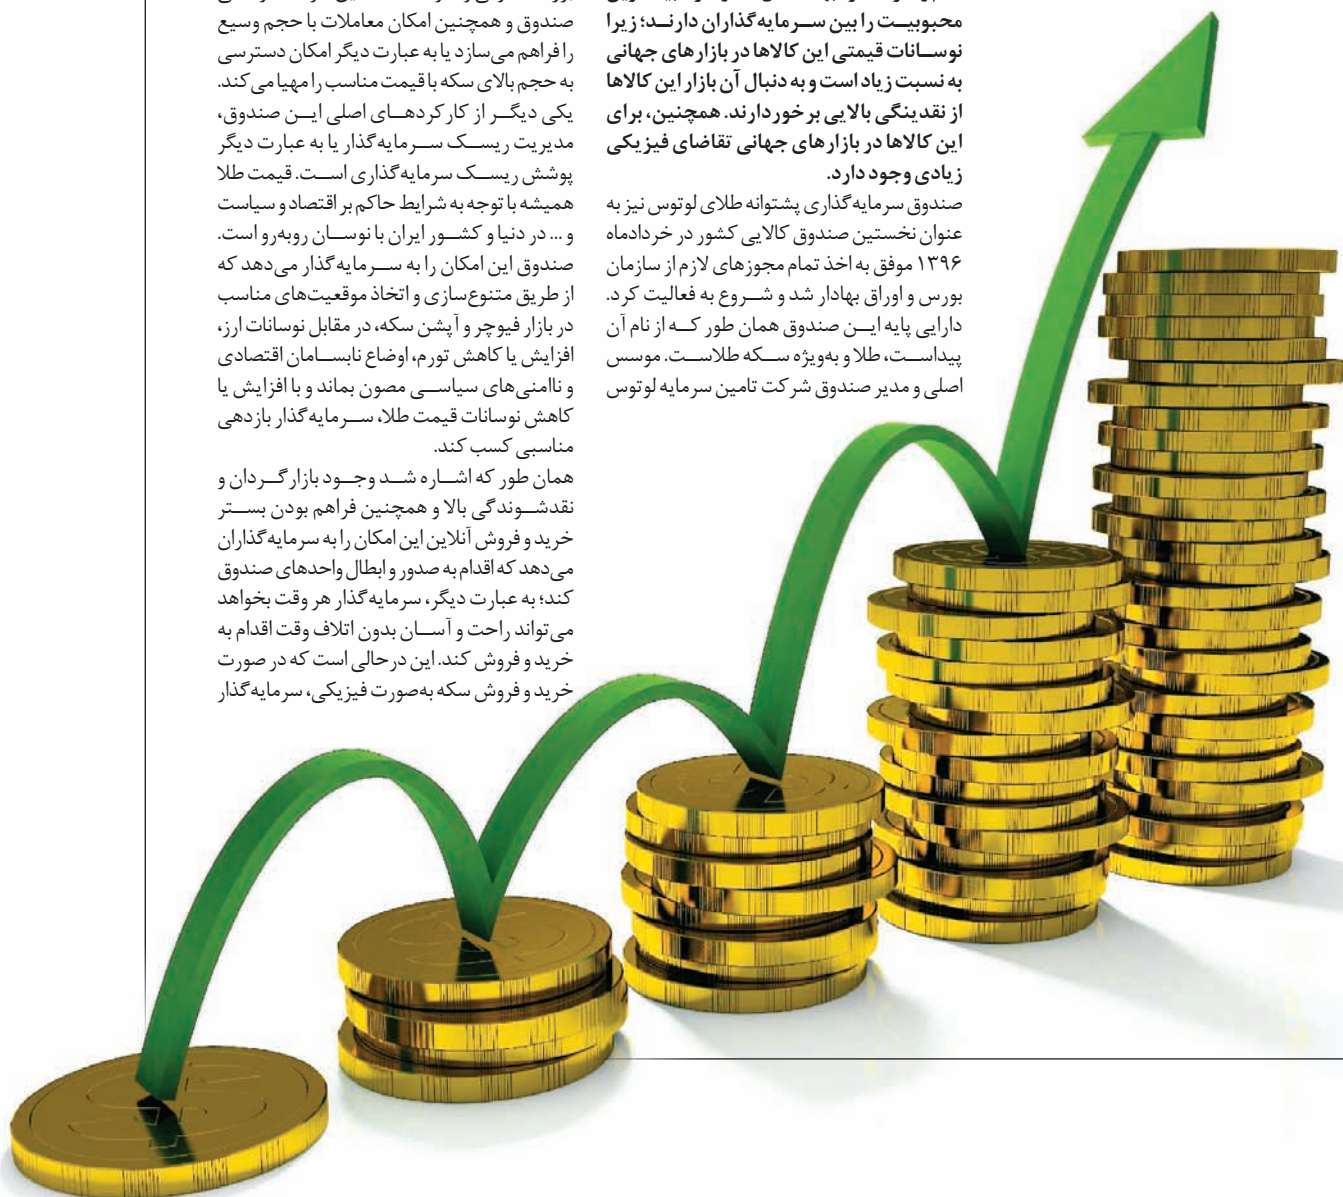 محبوبیت را بین سرمایه‌گذاران دارند؛ زیرا
نوسانات قیمتی این کالاها در بازارهای جهانی
به نسبت زیاد است و به دنبال آن بازار این کالاها
از نقدینگی بالایی برخوردارند. همچنین، برای
این کالاها در بازارهای جهانی تقاضای فیزیکی
زیادی وجود دارد.
صندوق سرمایه‌گذاری پشتوانه طلای لوتوس نیز به
عنوان نخستین صندوق کالایی کشور در خردادماه
۱۳۹۶ موفق به اخذ تمام مجوزهای لازم از سازمان
بورس و اوراق بهادار شد و شروع به فعالیت کرد.
دارایی پایه این صندوق همان طور که از نام آن
پیداست، طلا و به‌ویژه سکه طلاست. موسس
اصلی و مدیر صندوق شرکت تامین سرمایه لوتوس
صندوق و همچنین امکان معاملات با حجم وسیع
را فراهم می‌سازد یا به عبارت دیگر امکان دسترسی
به حجم بالای سکه با قیمت مناسب را مهیا می‌کند.
یکی دیگر از کارکردهای اصلی این صندوق،
مدیریت ریسک سرمایه‌گذار یا به عبارت دیگر
پوشش ریسک سرمایه‌گذاری است. قیمت طلا
همیشه با توجه به شرایط حاکم بر اقتصاد و سیاست
و ... در دنیا و کشور ایران با نوسان روبه‌رو است.
صندوق این امکان را به سرمایه‌گذار می‌دهد که
از طریق متنوع‌سازی و اتخاذ موقعیت‌های مناسب
در بازار فیوچر و آپشن سکه، در مقابل نوسانات ارز،
افزایش یا کاهش تورم، اوضاع نابسامان اقتصادی
و ناامنی‌های سیاسی مصون بماند و با افزایش یا
کاهش نوسانات قیمت طلا، سرمایه‌گذار بازدهی
مناسبی کسب کند.
همان طور که اشاره شد وجود بازارگردان و
نقدشوندگی بالا و همچنین فراهم بودن بستر
خرید و فروش آنلاین این امکان را به سرمایه‌گذاران
می‌دهد که اقدام به صدور و ابطال واحدهای صندوق
کند؛ به عبارت دیگر، سرمایه‌گذار هر وقت بخواهد
می‌تواند راحت و آسان بدون اتلاف وقت اقدام به
خرید و فروش کند. این درحالی است که در صورت
خرید و فروش سکه به‌صورت فیزیکی، سرمایه‌گذار